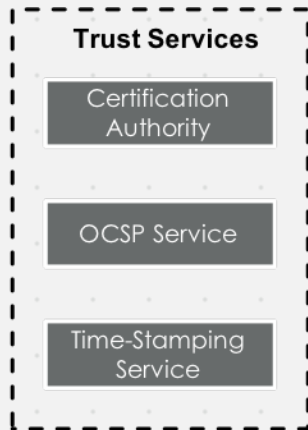 Trust Services
Certification
Authority
OCSP Service
Time-Stamping
Service